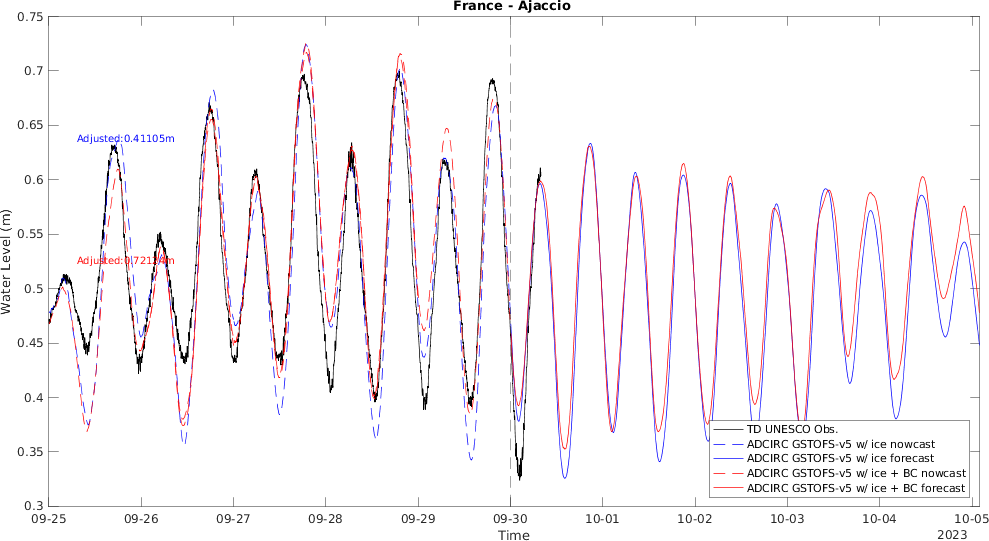 France - Ajaccio
0.75
0.7
0.65
0.6
0.55
0.5
0.45
0.4
0.35
0.3
Water Level (m)
Adjusted:0.41105m
TD UNESCO Obs.
ADCIRC GSTOFS-v5 w/ ice nowcast
ADCIRC GSTOFS-v5 w/ ice forecast
ADCIRC GSTOFS-v5 w/ ice + BC nowcast
ADCIRC GSTOFS-v5 w/ ice + BC forecast
09-25 09-26 09-27 09-28 09-29 09-30 10-01 10-02 10-03 10-04 10-05
Time
2023